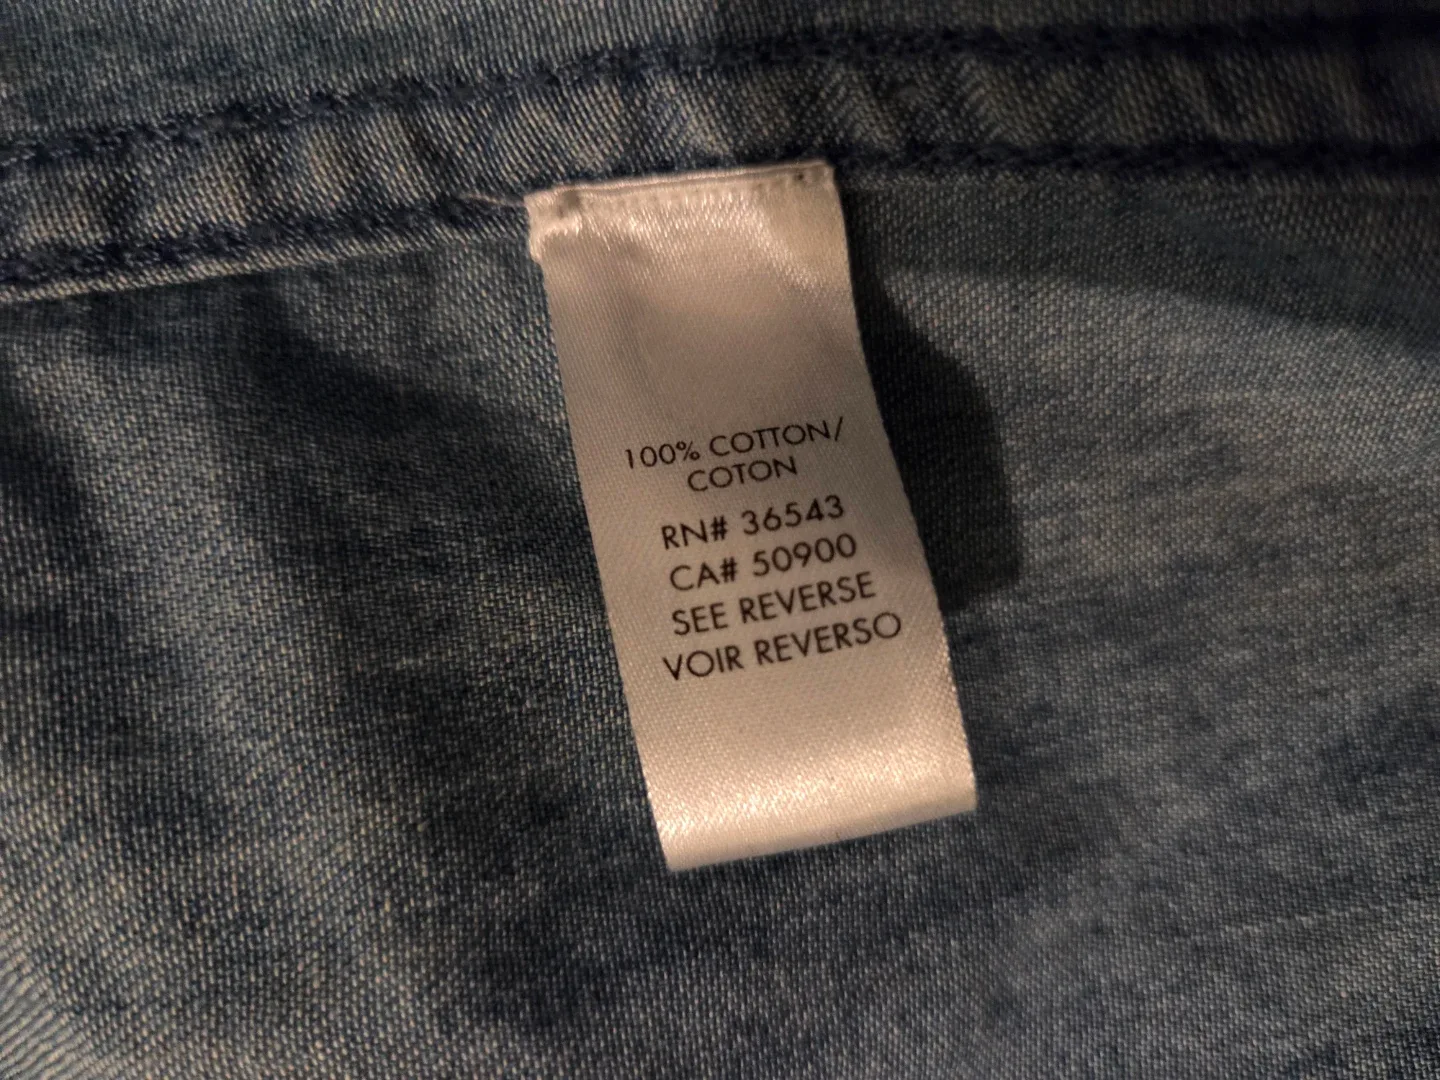 100% COTTON/
COTON
RN# 36543
CA# 50900
SEE REVERSE
VOIR REVERSO